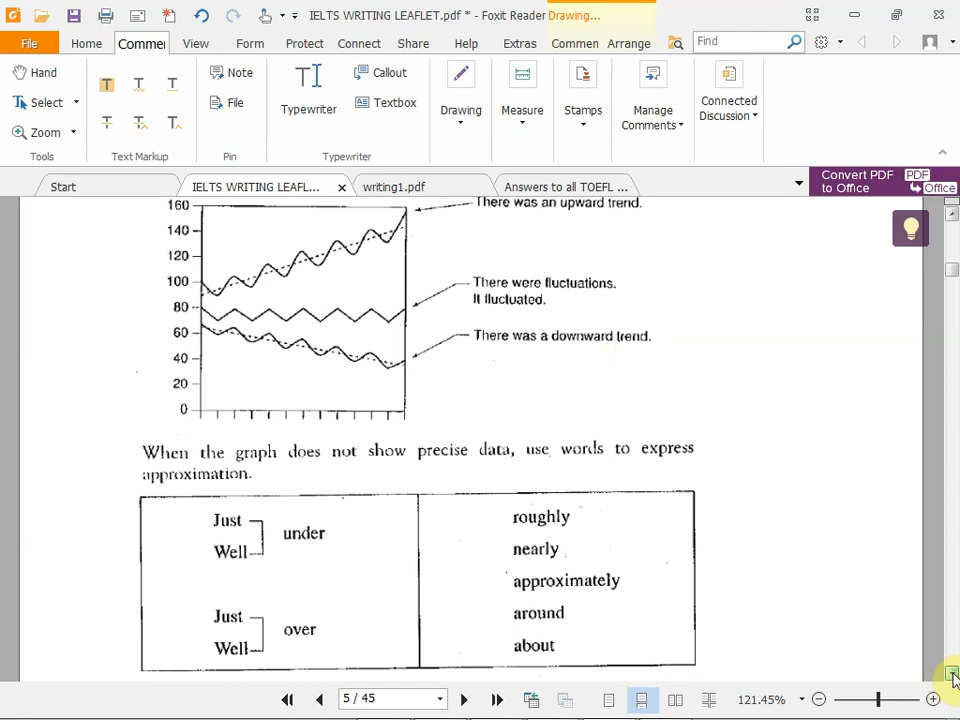 IELTS WRITING LEAFLET.pdf * - Foxit Reader
Drawing...
File
Home
Commer
View
Form
Protect
Connect
Share
Help
Extras
Commen
Arrange
Find
Hand
Select
Zoom
Tools
Text Markup
Note
File
Pin
Typewriter
Callout
Textbox
Typewriter
Drawing
Measure
Stamps
Manage
Comments
Connected
Discussion
Start
IELTS WRITING LEAFL...
writing1.pdf
Answers to all TOEFL ...
Convert PDF
to Office
PDF
Office
160
140
120
100
80
60
40
20
0
There was an upward trend.
There were fluctuations.
It fluctuated.
There was a downward trend.
When the graph does not show precise data, use words to express
approximation.
Just
Well
under
Just
Well
over
roughly
nearly
approximately
around
about
5 / 45
121.45%